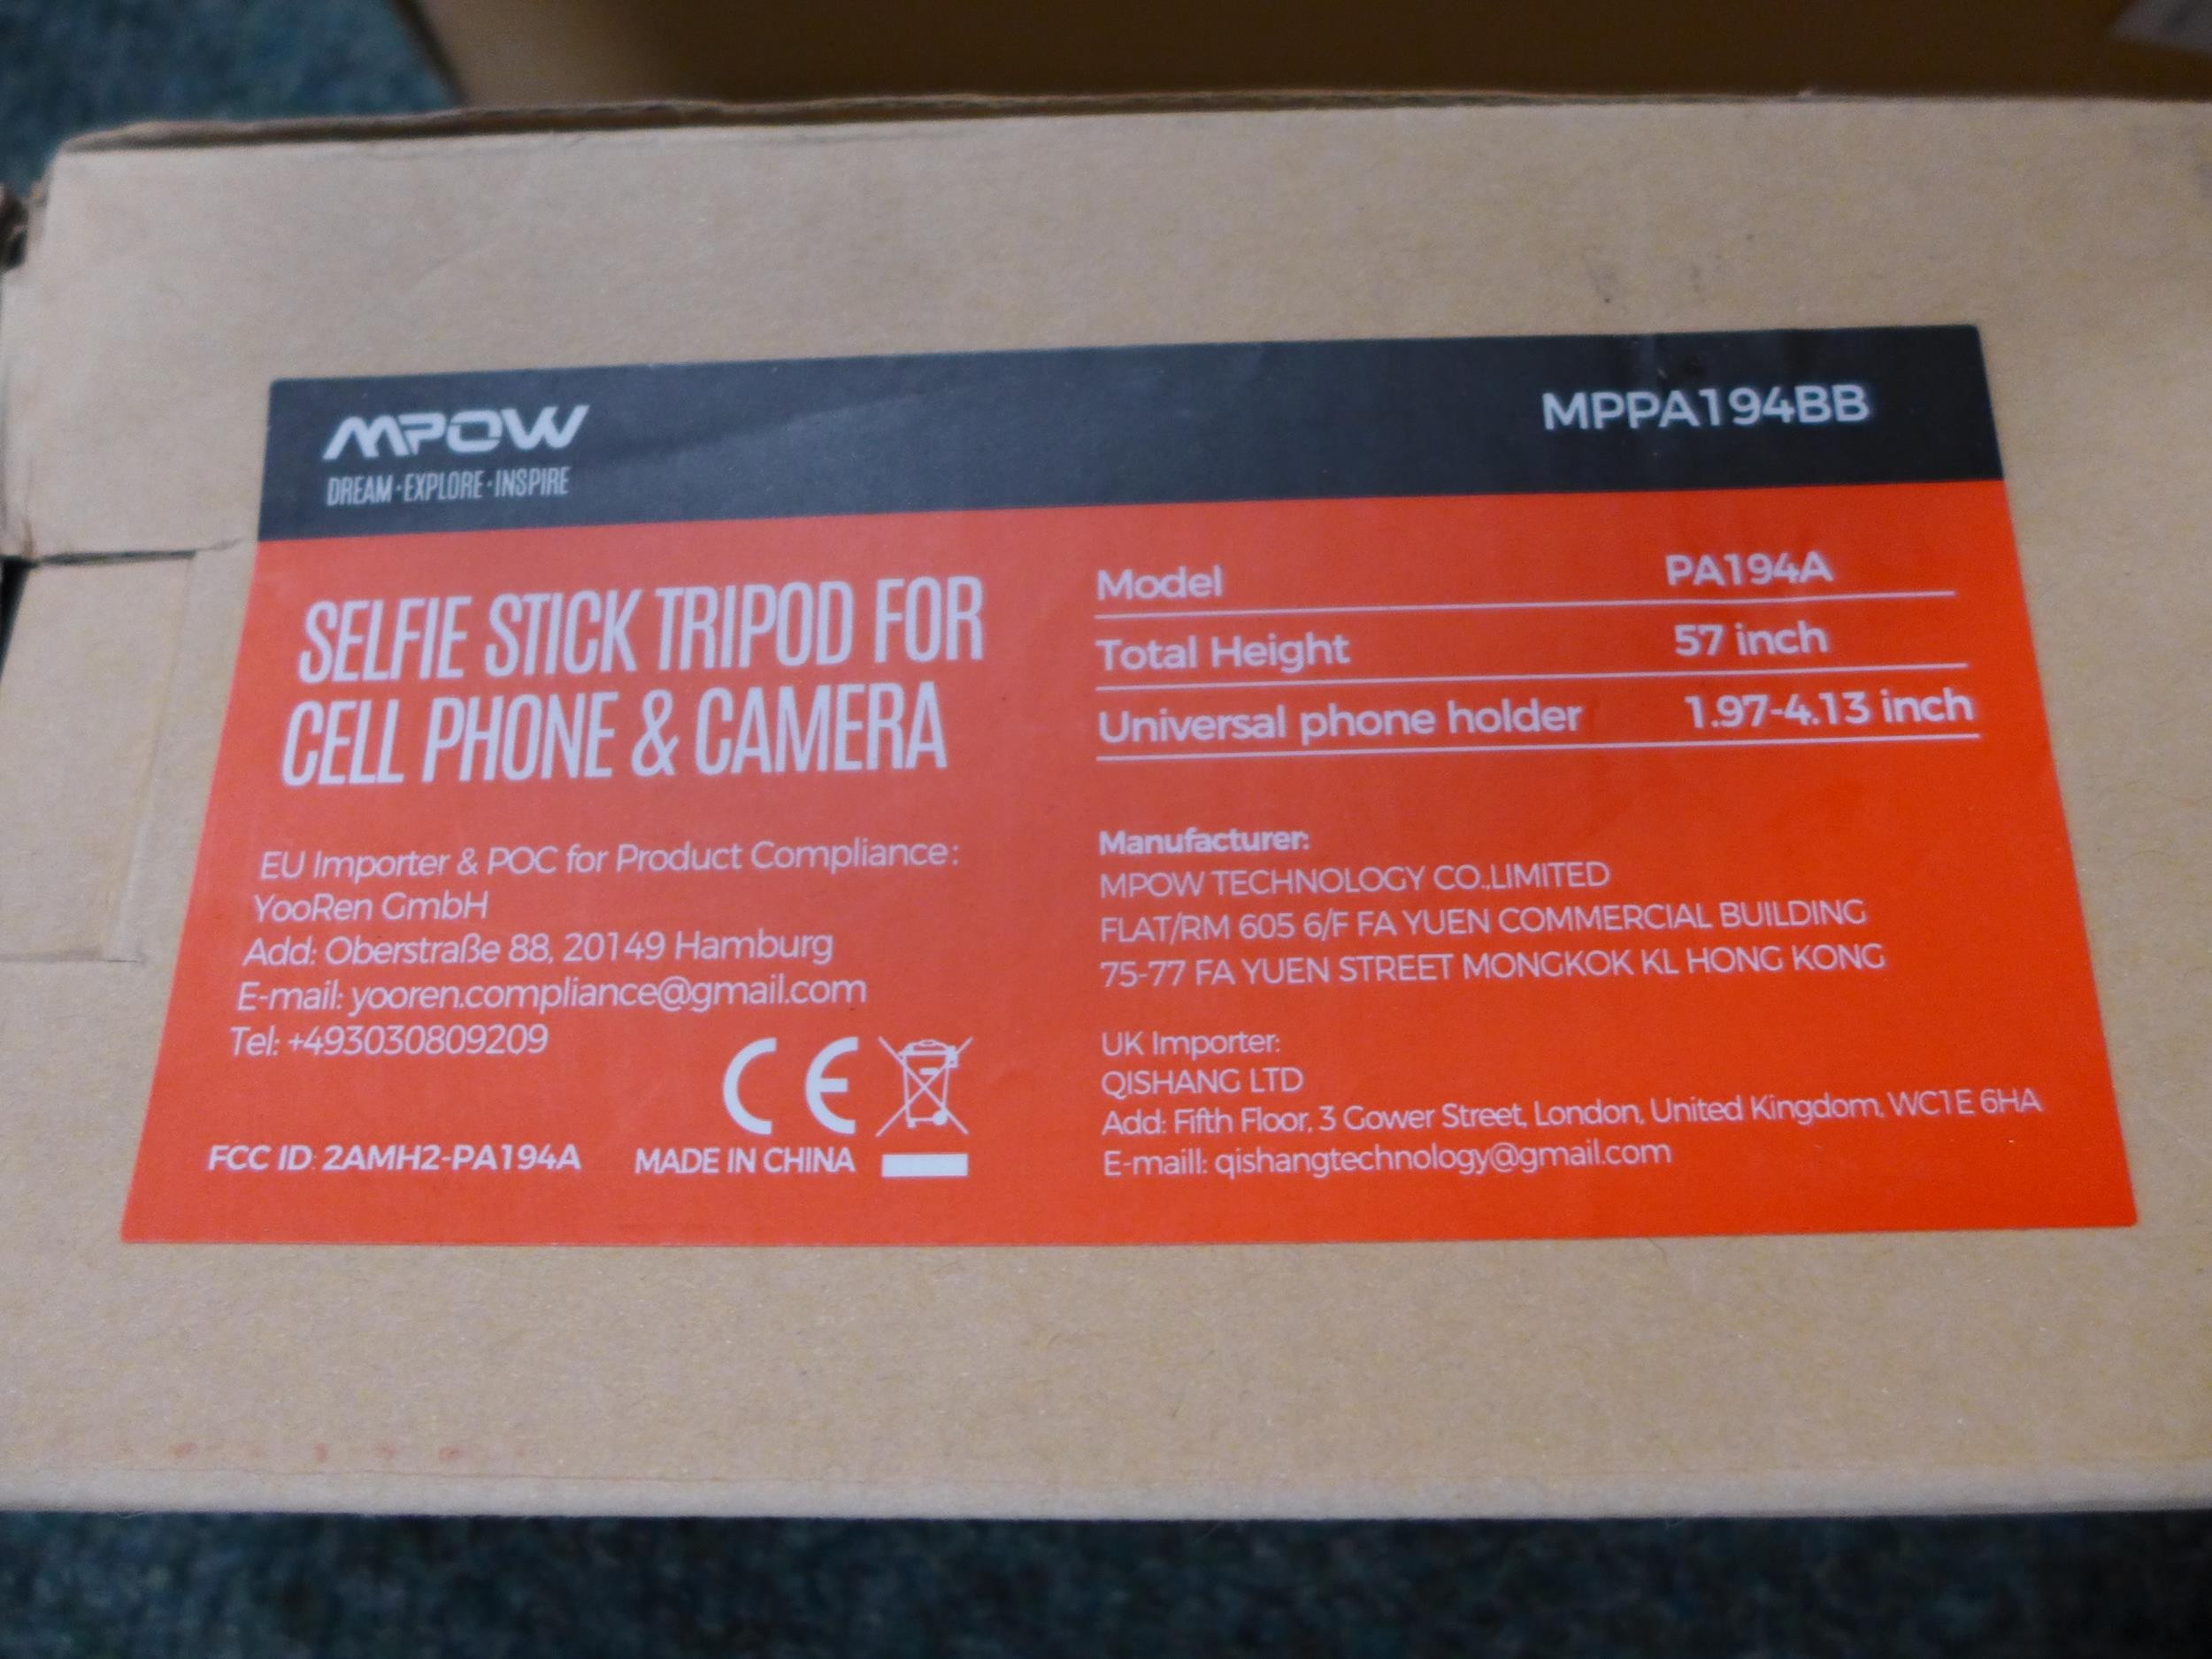 MPOW
DREAM·EXPLORE·INSPIRE
MPPA194BB
SELFIE STICK TRIPOD FOR
CELL PHONE & CAMERA
EU Importer & POC for Product Compliance:
YooRen GmbH
Add: Oberstraße 88, 20149 Hamburg
E-mail: yooren.compliance@gmail.com
Tel: +493030809209
CE
FCC ID: 2AMH2-PA194A
MADE IN CHINA
Model PA194A
Total Height 57 inch
Universal phone holder 1.97-4.13 inch
Manufacturer:
MPOW TECHNOLOGY CO.,LIMITED
FLAT/RM 605 6/F FA YUEN COMMERCIAL BUILDING
75-77 FA YUEN STREET MONGKOK KL HONG KONG
UK Importer:
QISHANG LTD
Add: Fifth Floor, 3 Gower Street, London, United Kingdom, WC1E 6HA
E-maill: qishangtechnology@gmail.com